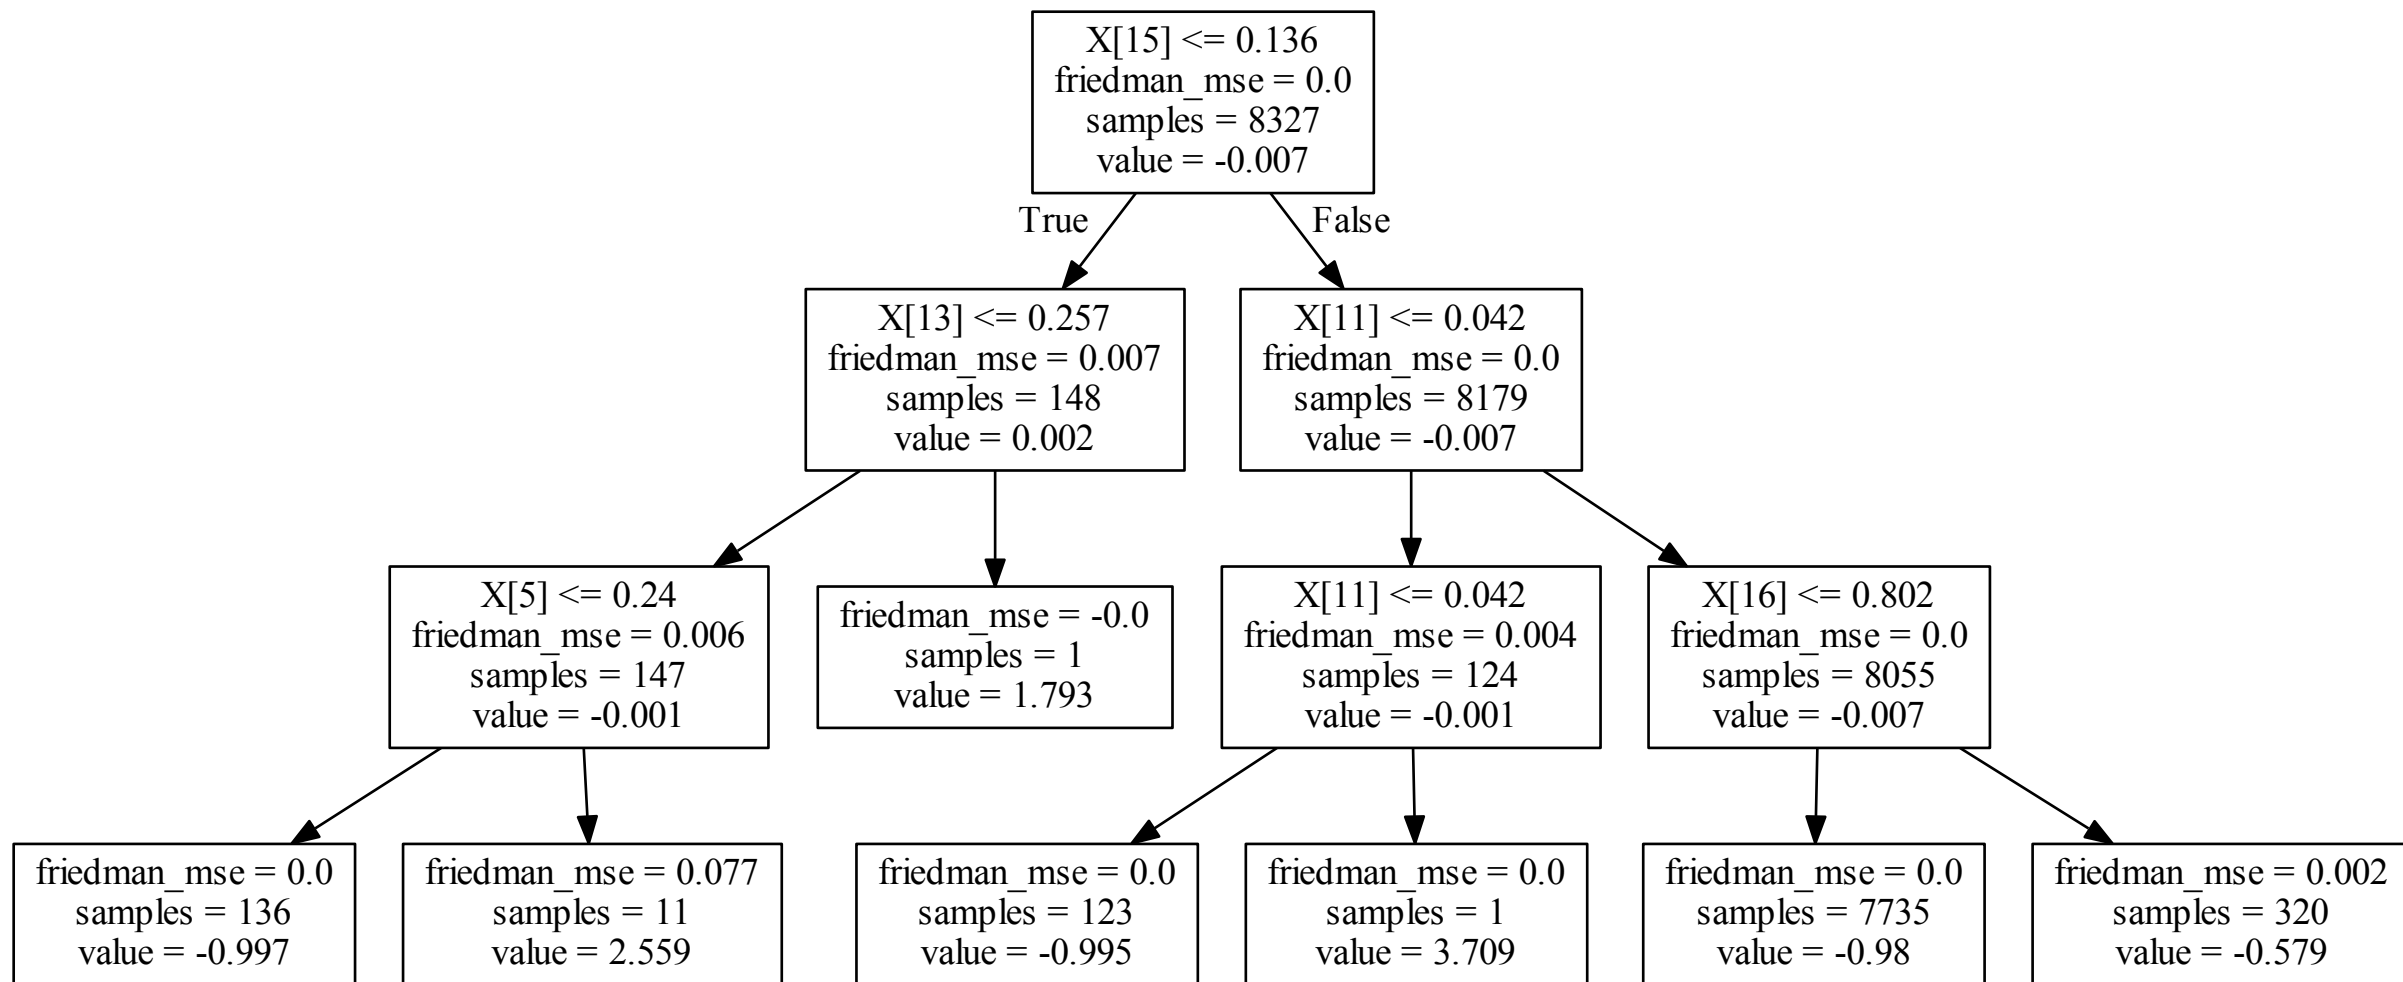 X[15] <= 0.136
friedman_mse = 0.0
samples = 8327
value = -0.007
True
False
X[13] <= 0.257
friedman_mse = 0.007
samples = 148
value = 0.002
X[11] <= 0.042
friedman_mse = 0.0
samples = 8179
value = -0.007
X[5] <= 0.24
friedman_mse = 0.006
samples = 147
value = -0.001
friedman_mse = -0.0
samples = 1
value = 1.793
X[11] <= 0.042
friedman_mse = 0.004
samples = 124
value = -0.001
X[16] <= 0.802
friedman_mse = 0.0
samples = 8055
value = -0.007
friedman_mse = 0.0
samples = 136
value = -0.997
friedman_mse = 0.077
samples = 11
value = 2.559
friedman_mse = 0.0
samples = 123
value = -0.995
friedman_mse = 0.0
samples = 1
value = 3.709
friedman_mse = 0.0
samples = 7735
value = -0.98
friedman_mse = 0.002
samples = 320
value = -0.579